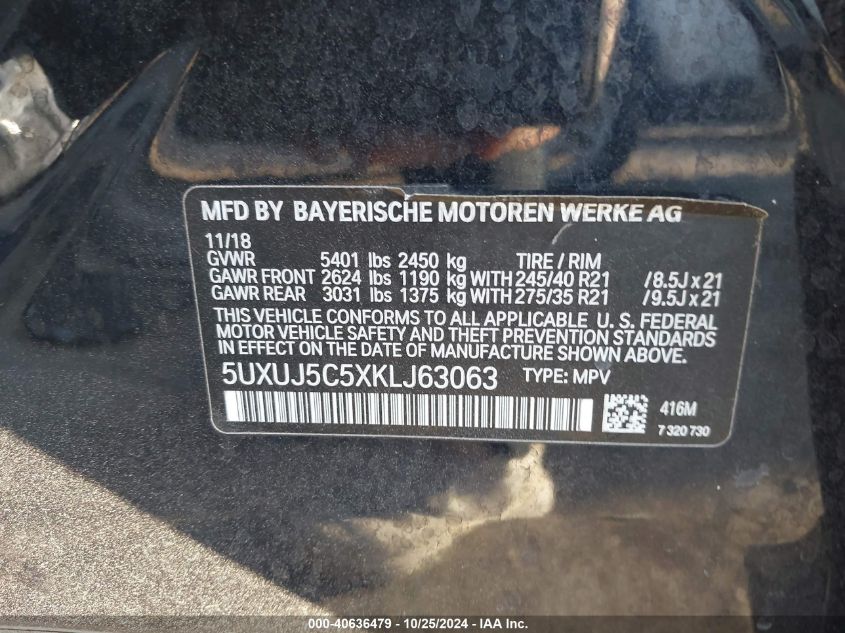 MFD BY BAYERISCHE MOTOREN WERKE AG
11/18
GVWR 5401 lbs 2450 kg TIRE / RIM
GAWR FRONT 2624 lbs 1190 kg WITH 245/40 R21 /8.5J x 21
GAWR REAR 3031 lbs 1375 kg WITH 275/35 R21 /9.5J x 21
THIS VEHICLE CONFORMS TO ALL APPLICABLE U. S. FEDERAL
MOTOR VEHICLE SAFETY AND THEFT PREVENTION STANDARDS
IN EFFECT ON THE DATE OF MANUFACTURE SHOWN ABOVE.
5UXUJ5C5XKLJ63063 TYPE: MPV
416M
7 320 730
000-40636479 - 10/25/2024 - © IAA Holdings, LLC.